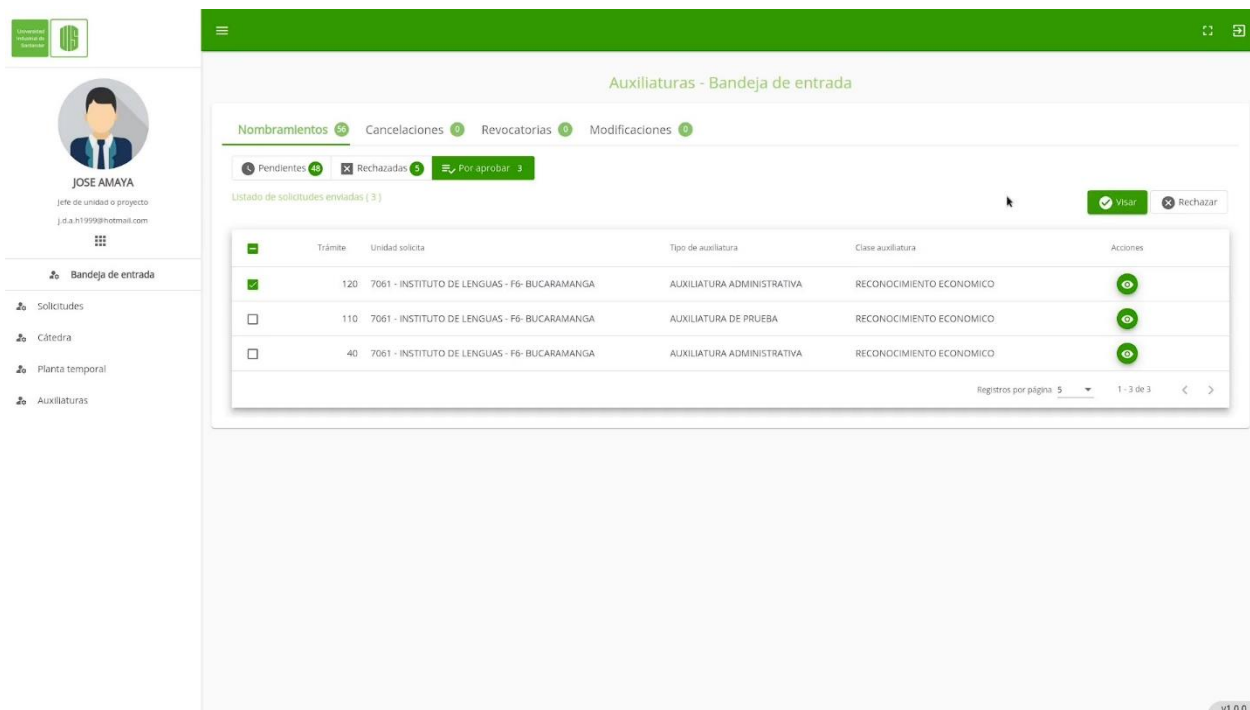 Universidad
Industrial de
Santander
UIS
Auxiliaturas - Bandeja de entrada
Nombramientos 56 Cancelaciones 0 Revocatorias 0 Modificaciones 0
Pendientes 48 Rechazadas 5 Por aprobar 3
JOSE AMAYA
Jefe de unidad o proyecto
j.d.a.h1999@hotmail.com
Listado de solicitudes enviadas ( 3 )
Visar Rechazar
Bandeja de entrada
Solicitudes
Cátedra
Planta temporal
Auxiliaturas
Trámite Unidad solicita Tipo de auxiliatura Clase auxiliatura Acciones
120 7061 - INSTITUTO DE LENGUAS - F6- BUCARAMANGA AUXILIATURA ADMINISTRATIVA RECONOCIMIENTO ECONOMICO
110 7061 - INSTITUTO DE LENGUAS - F6- BUCARAMANGA AUXILIATURA DE PRUEBA RECONOCIMIENTO ECONOMICO
40 7061 - INSTITUTO DE LENGUAS - F6- BUCARAMANGA AUXILIATURA ADMINISTRATIVA RECONOCIMIENTO ECONOMICO
Registros por página 5 1 - 3 de 3
v1.0.0